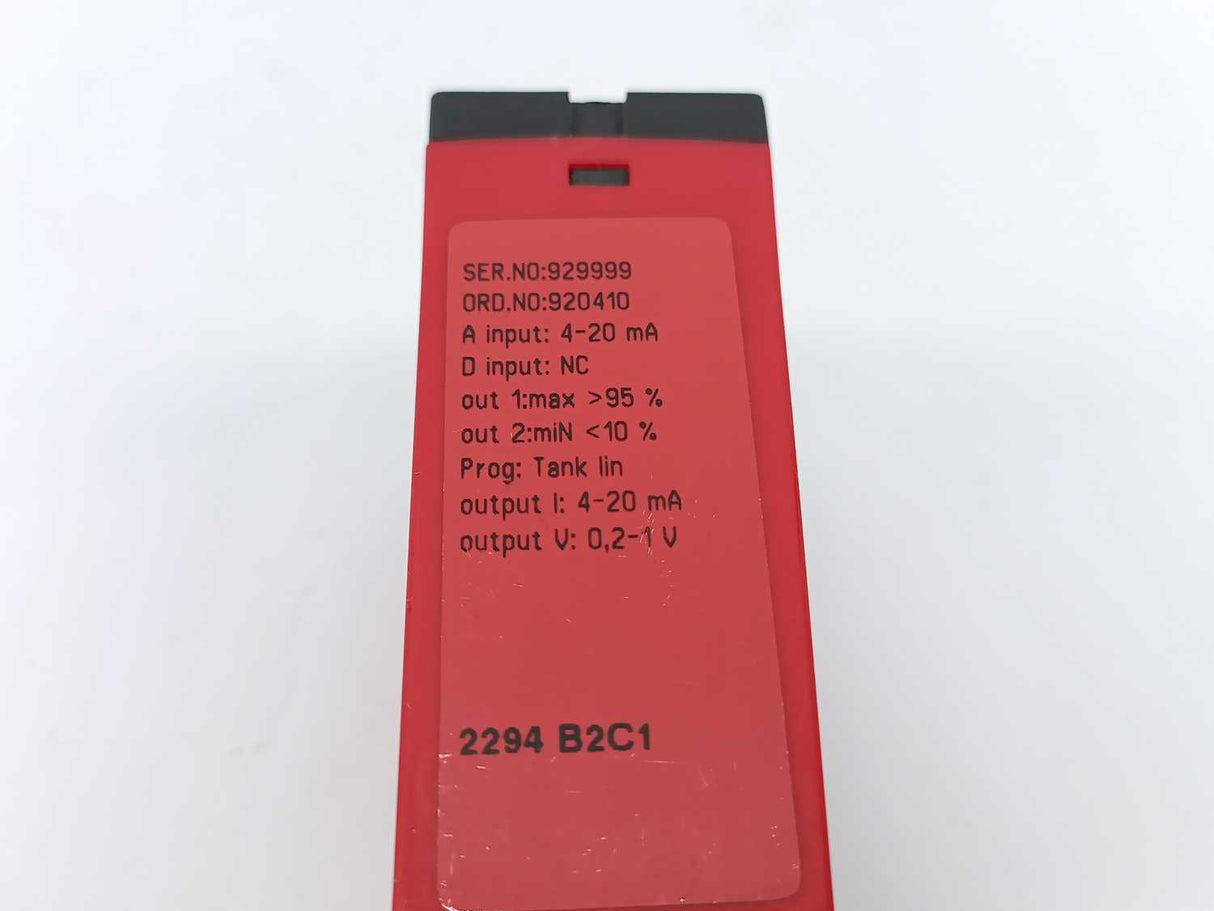 SER.NO:929999
ORD.NO:920410
A input: 4-20 mA
D input: NC
out 1:max >95 %
out 2:miN <10 %
Prog: Tank lin
output I: 4-20 mA
output V: 0,2-1 V
2294 B2C1